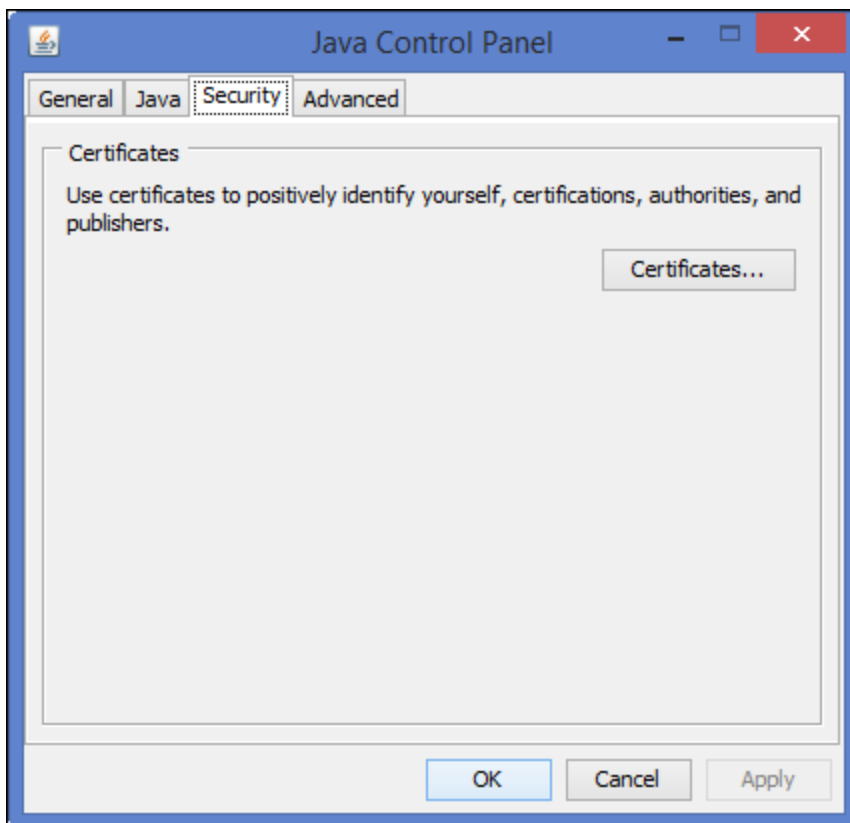 Java Control Panel
General Java Security Advanced
Certificates
Use certificates to positively identify yourself, certifications, authorities, and
publishers.
Certificates...
OK Cancel Apply